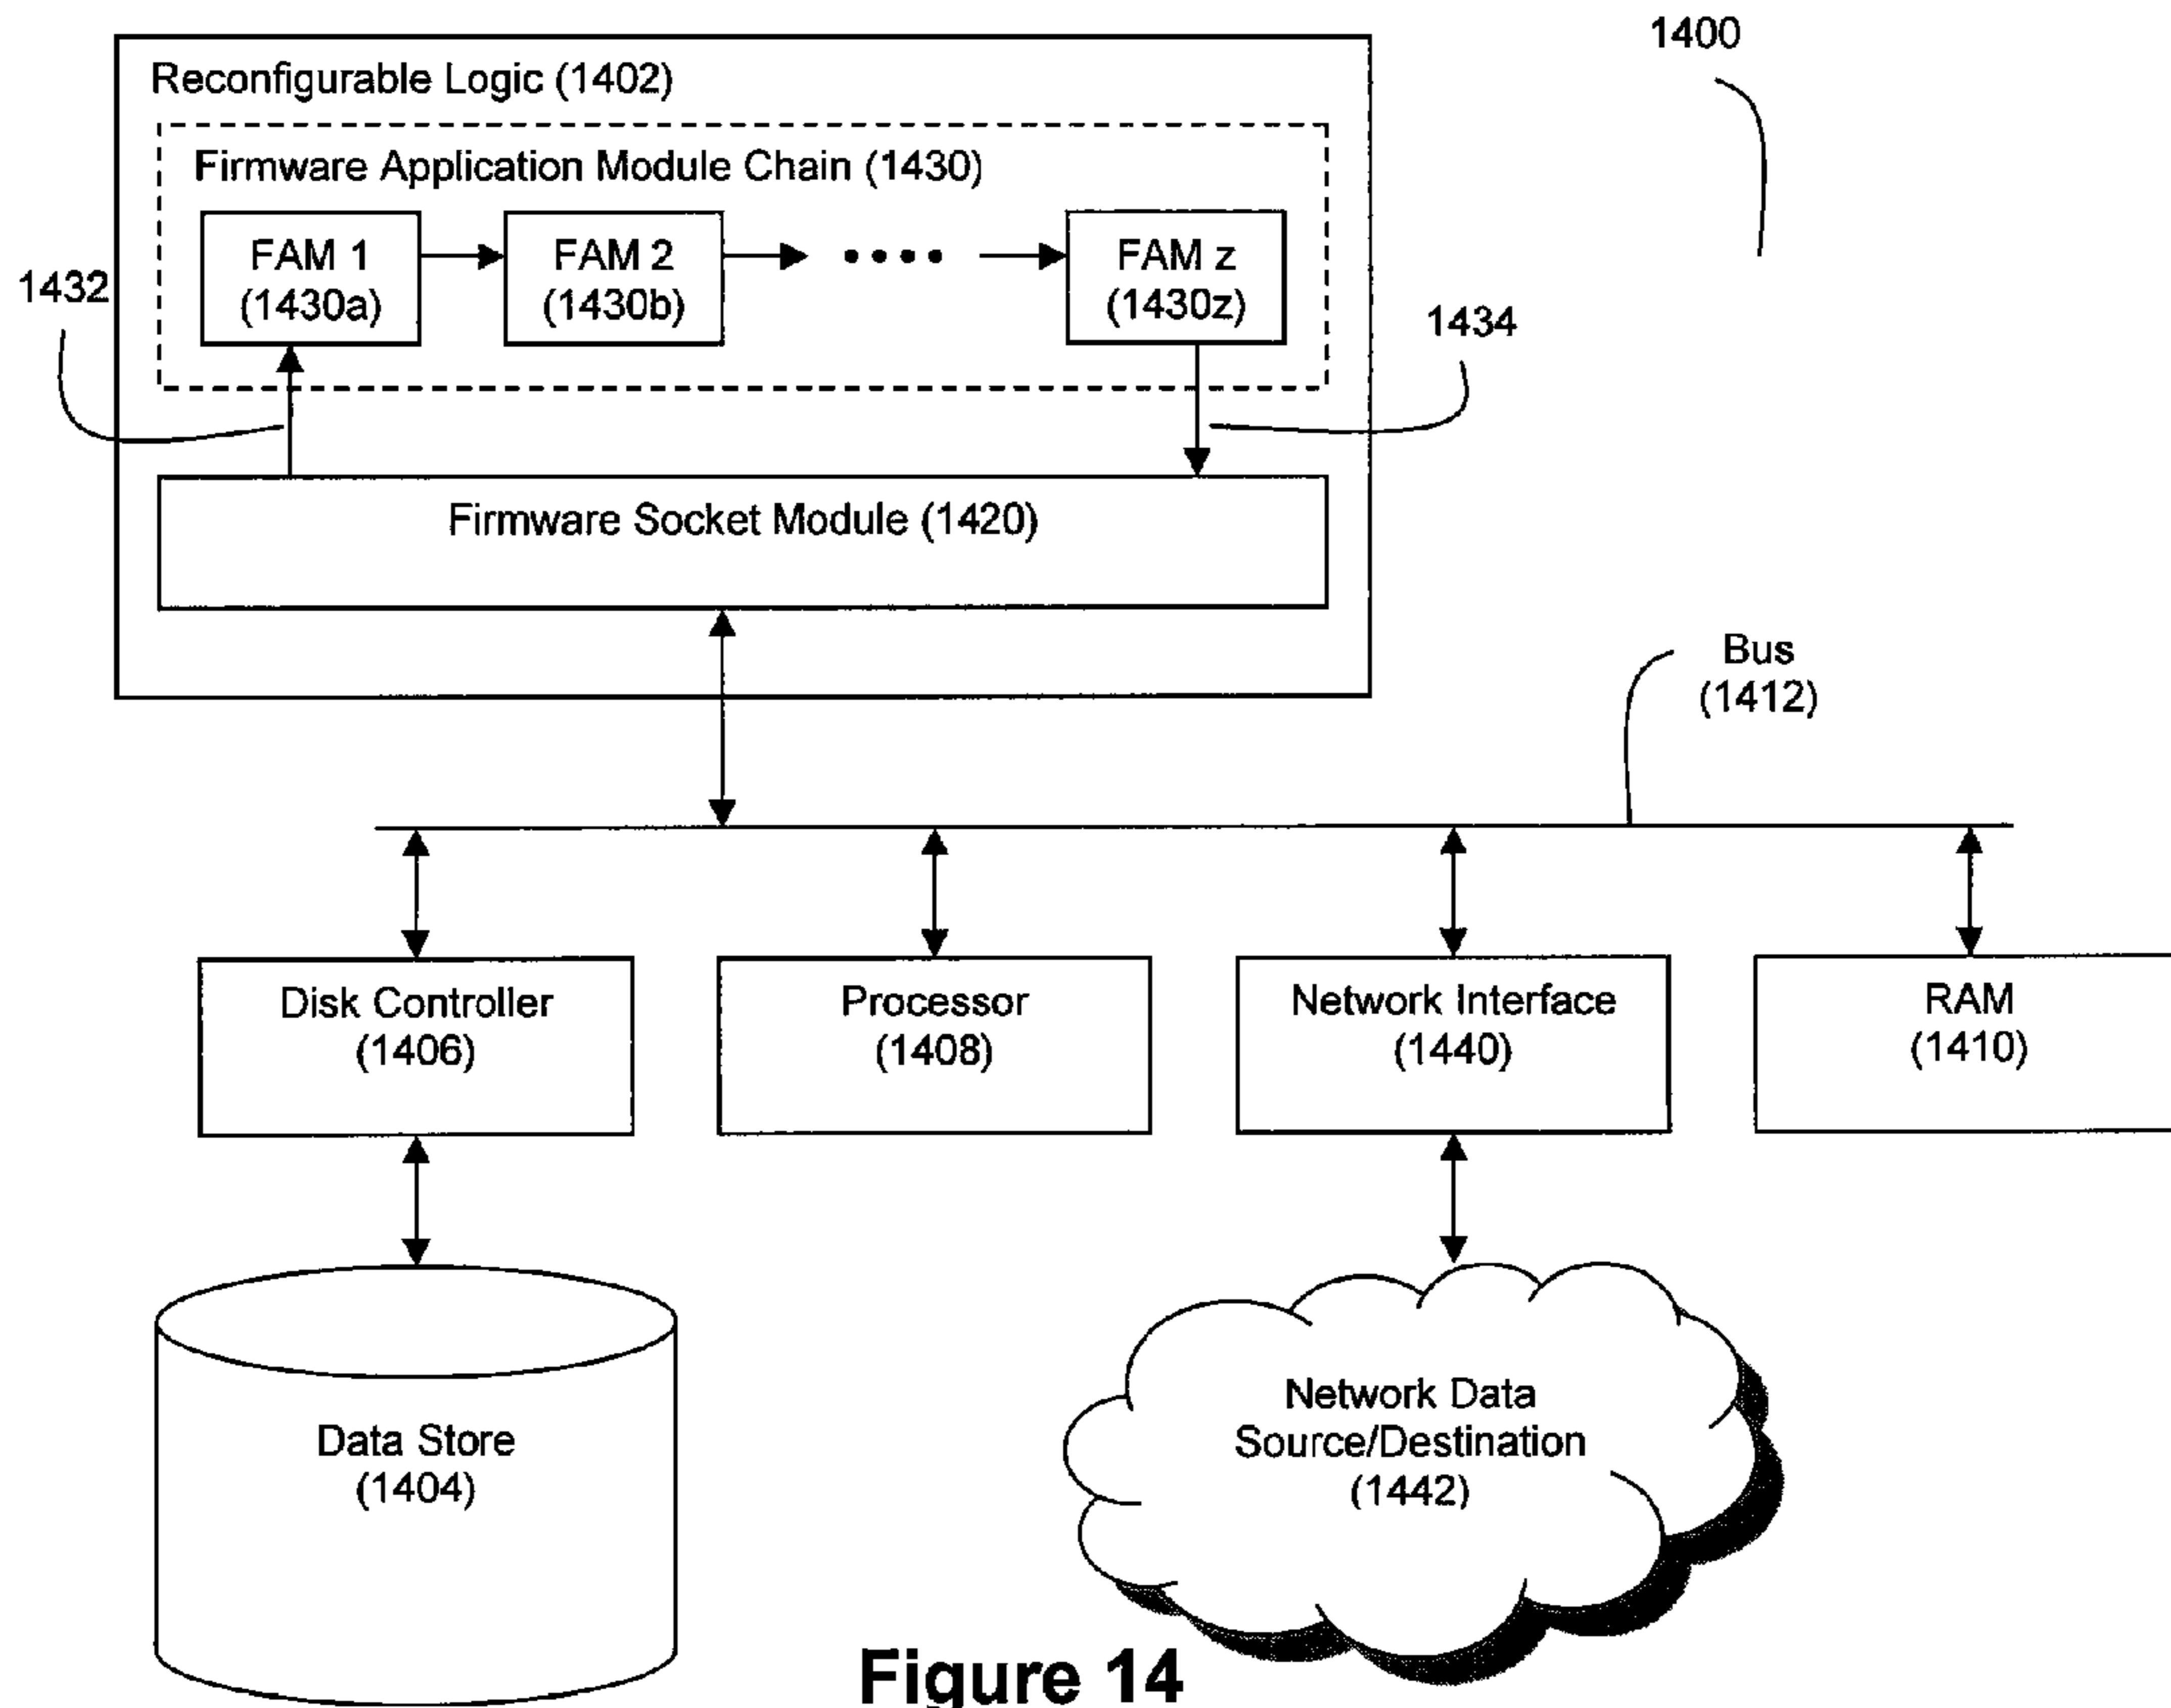 1400
Reconfigurable Logic (1402)
Firmware Application Module Chain (1430)
FAM 1
(1430a)
FAM 2
(1430b)
FAM z
(1430z)
1432
1434
Firmware Socket Module (1420)
Bus
(1412)
Disk Controller
(1406)
Processor
(1408)
Network Interface
(1440)
RAM
(1410)
Data Store
(1404)
Network Data
Source/Destination
(1442)
Figure 14